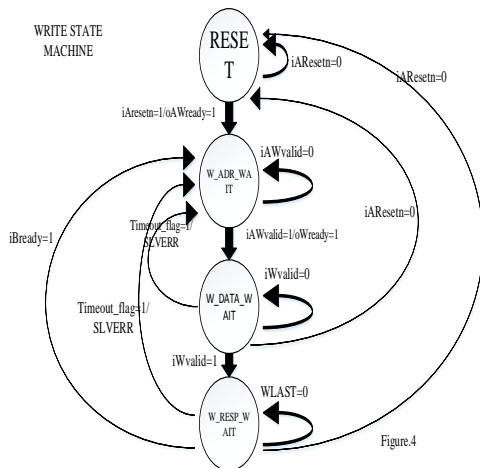 WRITE STATE
MACHINE
RESE
T
iAResetn=0
iAResetn=0
iAresetn=1/oAWready=1
iAWvalid=0
W_ADR_WA
IT
Timeout_flag=1/
SLVERR
iAWvalid=1/oWready=1
iBready=1
iAResetn=0
iWvalid=0
W_DATA_W
AIT
Timeout_flag=1/
SLVERR
iWvalid=1
WLAST=0
W_RESP_W
AIT
Figure.4